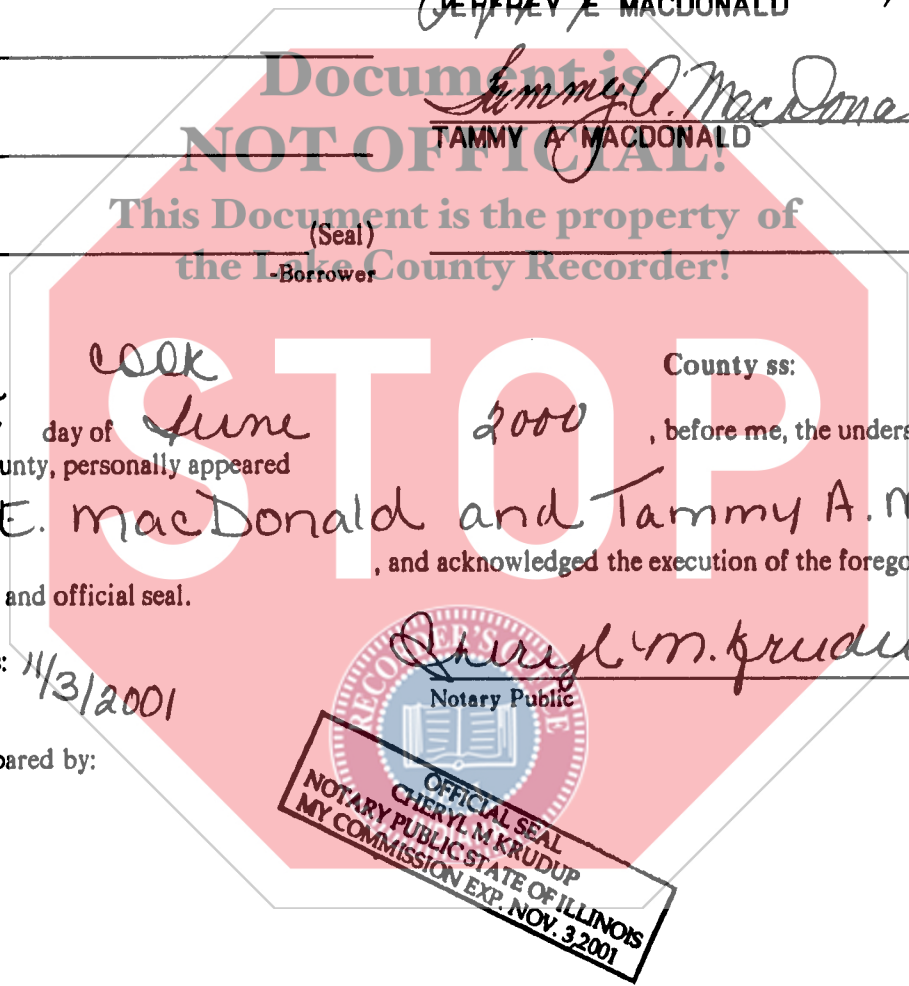 JEFFREY E MACDONALD
Document is
Tammy A. MacDona
NOT OFFICIAL!
TAMMY A MACDONALD
This Document is the property of
(Seal)
the Lake County Recorder!
-Borrower
STOP
Cook County ss:
day of June 2000 , before me, the unders
unty, personally appeared
E. MacDonald and Tammy A. M
, and acknowledged the execution of the forego
and official seal.
Cheryl M. Krudu
: 11/3/2001
Notary Public
RECORDER'S OFFICE
pared by:
OFFICIAL SEAL
CHERYL M KRUDUP
NOTARY PUBLIC STATE OF ILLINOIS
MY COMMISSION EXP. NOV. 3,2001